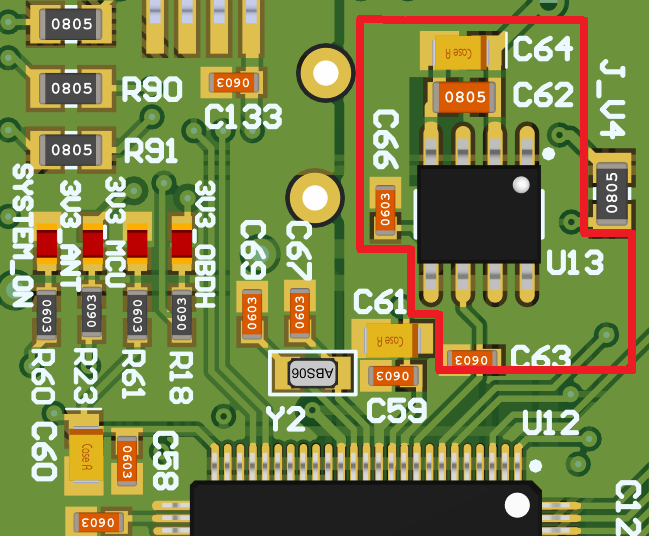 0805
C64
Case A
0805
R90
0603
C133
0805
C62
J_V4
0805
R91
C66
0603
0805
SYSTEM_ON
3V3_ANT
3V3_MCU
3V3_OBDH
C69
C67
U13
0603
0603
0603
0603
0603
0603
C61
Case A
R60
R23
R61
R18
ABS06
0603
C63
0603
C59
Y2
U12
C60
Case A
0603
C58
0603
C12